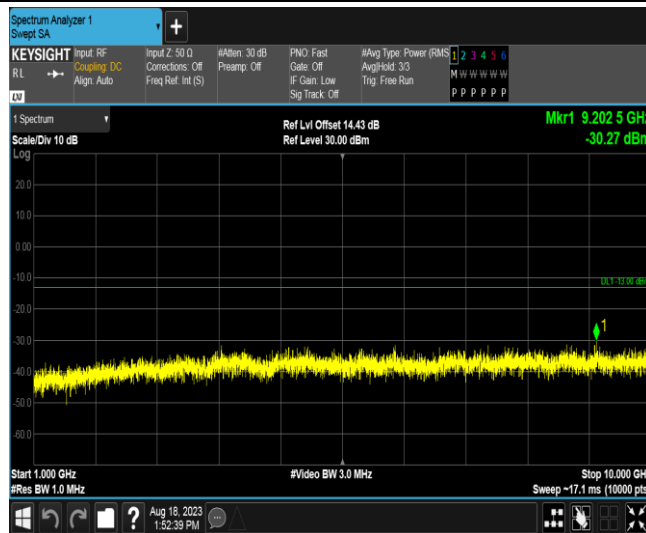 Spectrum Analyzer 1
Swept SA
+
KEYSIGHT
RL
LXI
Input: RF
Coupling: DC
Align: Auto
Input Z: 50 Ω
Corrections: Off
Freq Ref: Int (S)
#Atten: 30 dB
Preamp: Off
PNO: Fast
Gate: Off
IF Gain: Low
Sig Track: Off
#Avg Type: Power (RMS
Avg|Hold: 3/3
Trig: Free Run
1 2 3 4 5 6
M W W W W W
P P P P P P
1 Spectrum
Scale/Div 10 dB
Ref Lvl Offset 14.43 dB
Ref Level 30.00 dBm
Mkr1 9.202 5 GHz
-30.27 dBm
Log
20.0
10.0
0.00
-10.0
DL1 -13.00 dBm
-20.0
1
-30.0
-40.0
-50.0
-60.0
Start 1.000 GHz
#Res BW 1.0 MHz
#Video BW 3.0 MHz
Stop 10.000 GHz
Sweep ~17.1 ms (10000 pts
?
Aug 18, 2023
1:52:39 PM